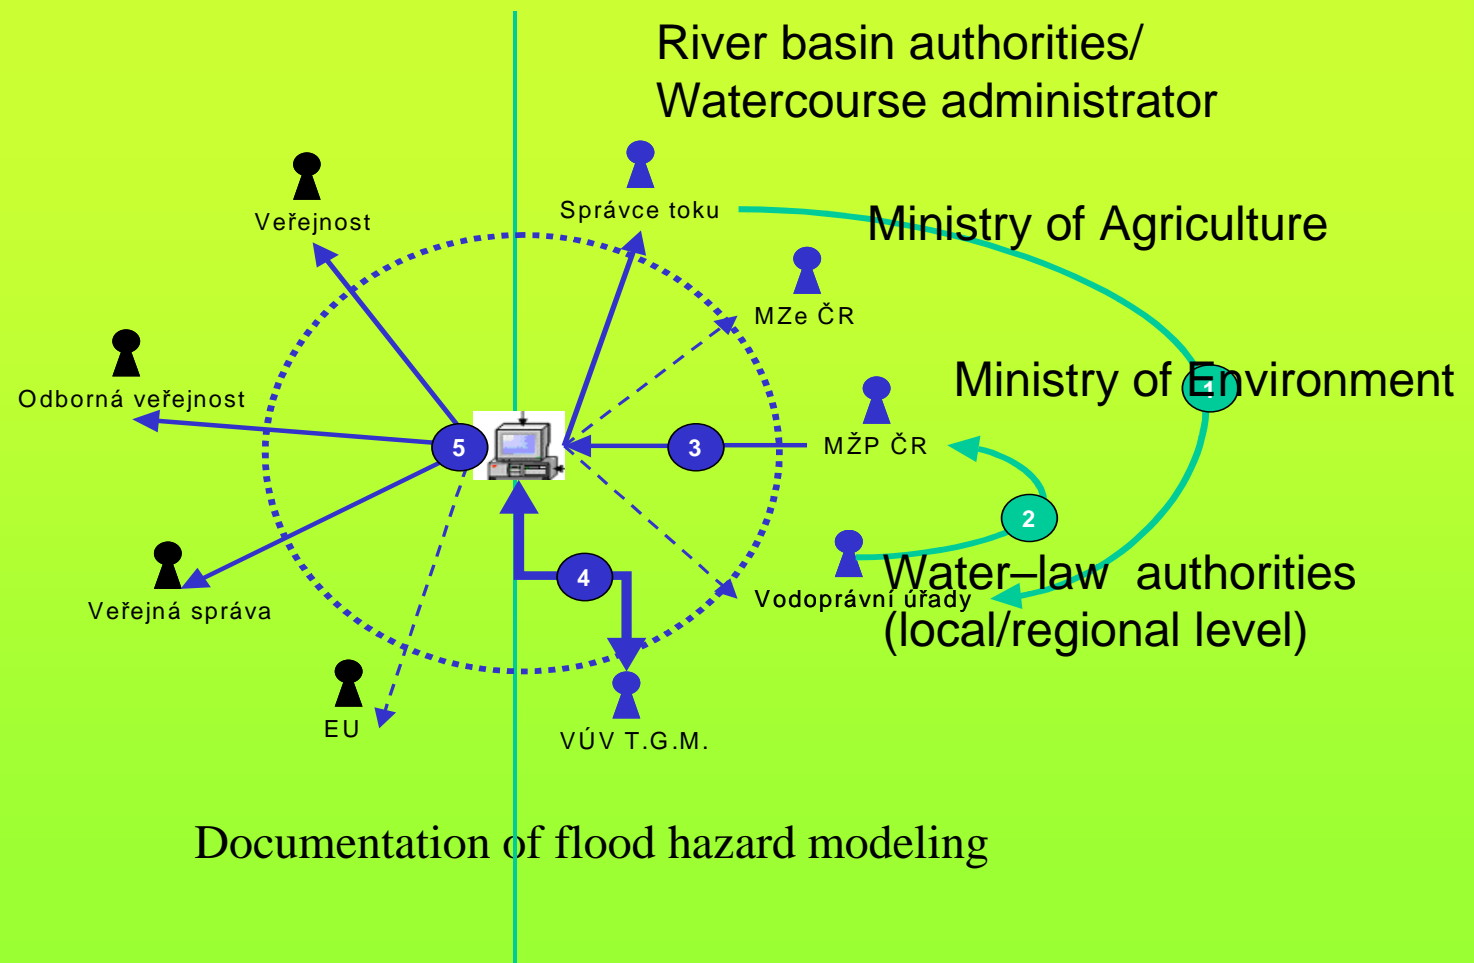 River basin authorities/
Watercourse administrator
Veřejnost
Správce toku
Ministry of Agriculture
MZe ČR
Ministry of Environment
1
Odborná veřejnost
5
3
MŽP ČR
2
4
Water–law authorities
Vodoprávní úřady
(local/regional level)
Veřejná správa
EU
VÚV T.G.M.
Documentation of flood hazard modeling